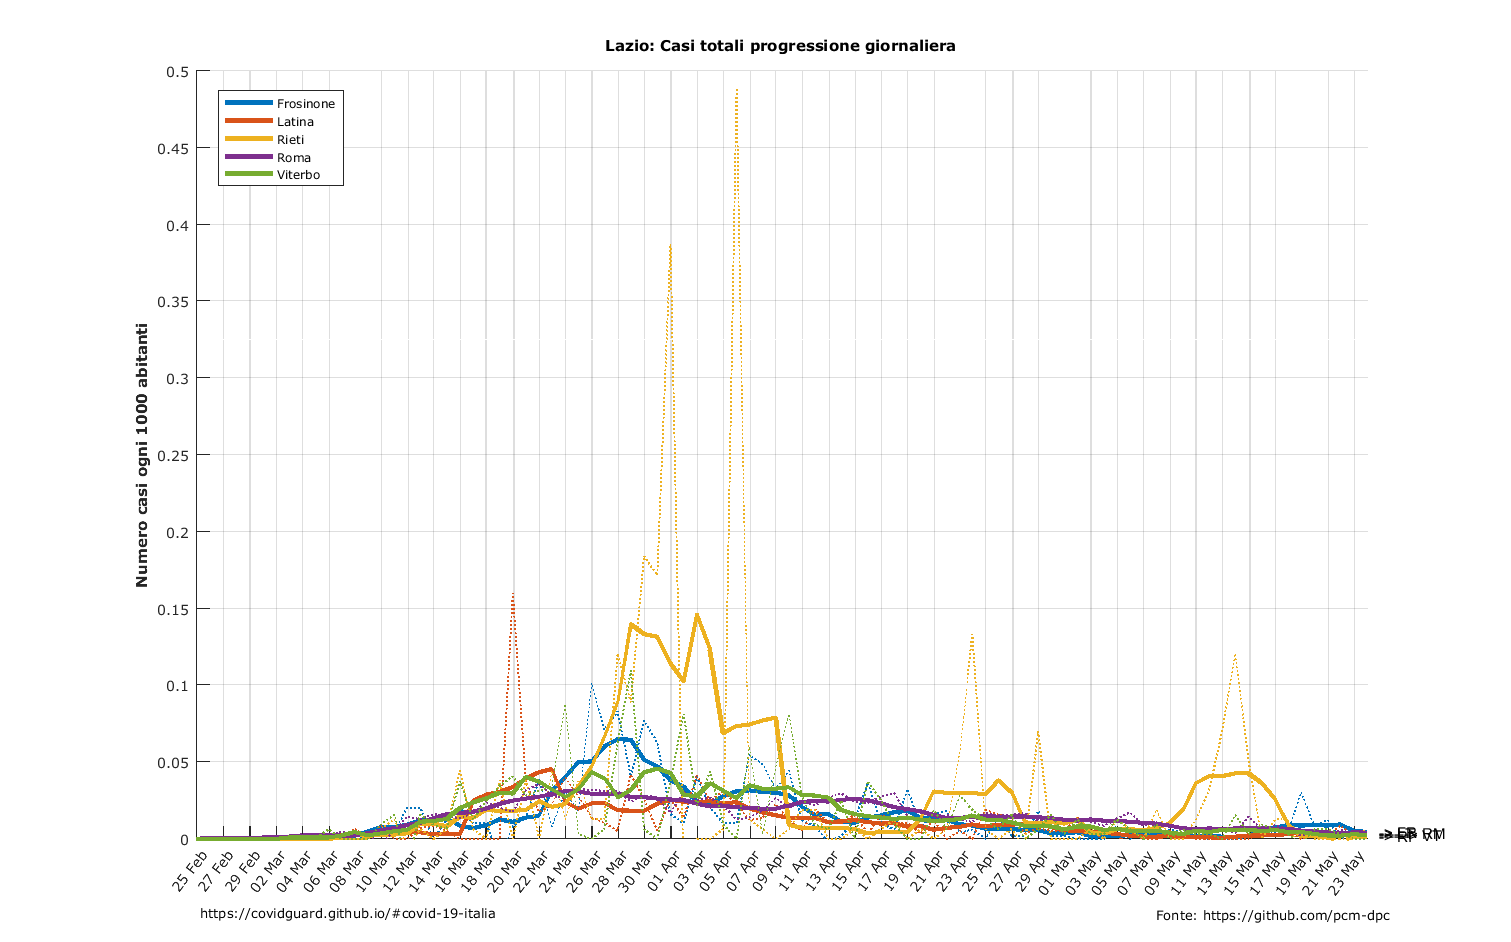 Lazio: Casi totali progressione giornaliera
Numero casi ogni 1000 abitanti
0.5
0.45
0.4
0.35
0.3
0.25
0.2
0.15
0.1
0.05
0
Frosinone
Latina
Rieti
Roma
Viterbo
25 Feb
27 Feb
29 Feb
02 Mar
04 Mar
06 Mar
08 Mar
10 Mar
12 Mar
14 Mar
16 Mar
18 Mar
20 Mar
22 Mar
24 Mar
26 Mar
28 Mar
30 Mar
01 Apr
03 Apr
05 Apr
07 Apr
09 Apr
11 Apr
13 Apr
15 Apr
17 Apr
19 Apr
21 Apr
23 Apr
25 Apr
27 Apr
29 Apr
01 May
03 May
05 May
07 May
09 May
11 May
13 May
15 May
17 May
19 May
21 May
23 May
RM
https://covidguard.github.io/#covid-19-italia
Fonte: https://github.com/pcm-dpc